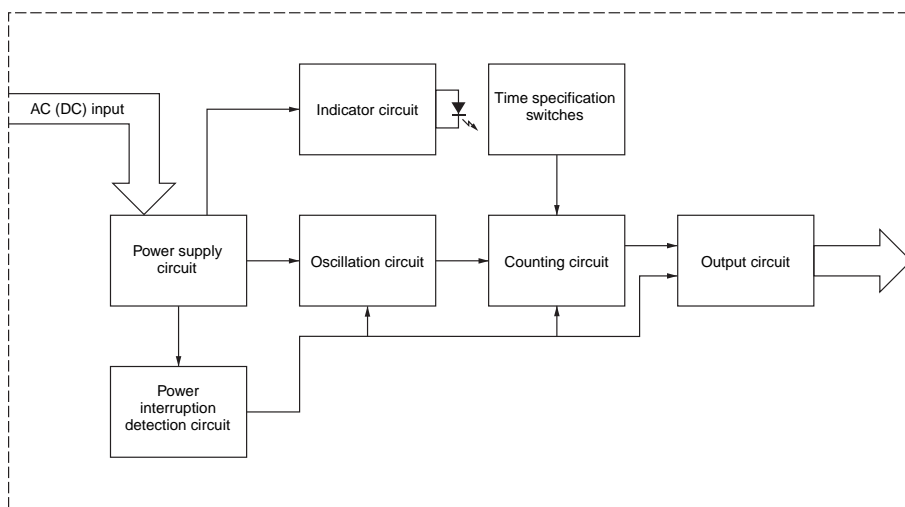 AC (DC) input
Indicator circuit
Time specification
switches
Power supply
circuit
Oscillation circuit
Counting circuit
Output circuit
Power
interruption
detection circuit